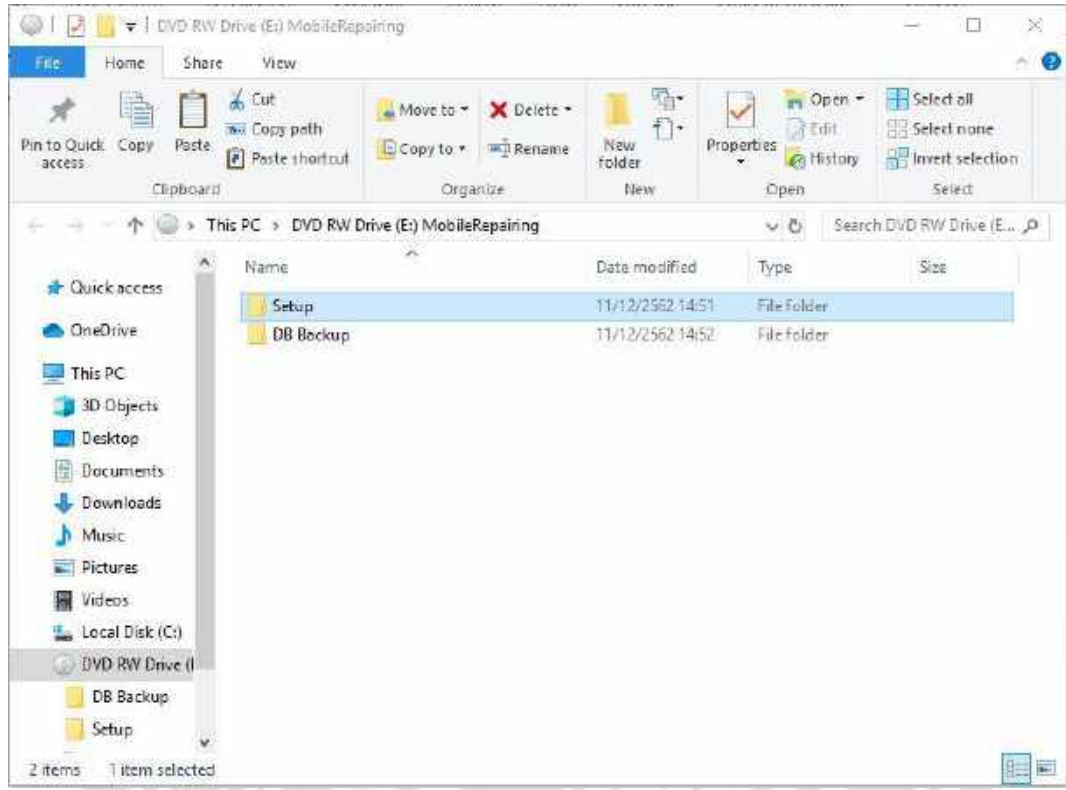 DVD RW Drive (E:) MobileRepairing
File Home Share View
Pin to Quick access
Copy
Paste
Cut
Copy path
Paste shortcut
Clipboard
Move to
Copy to
Delete
Rename
Organize
New folder
New
Properties
Open
Edit
History
Open
Select all
Select none
Invert selection
Select
This PC > DVD RW Drive (E:) MobileRepairing
Search DVD RW Drive (E...
Name Date modified Type Size
Setup 11/12/2562 14:51 File folder
DB Backup 11/12/2562 14:52 File folder
Quick access
OneDrive
This PC
3D Objects
Desktop
Documents
Downloads
Music
Pictures
Videos
Local Disk (C:)
DVD RW Drive (
DB Backup
Setup
2 items 1 item selected